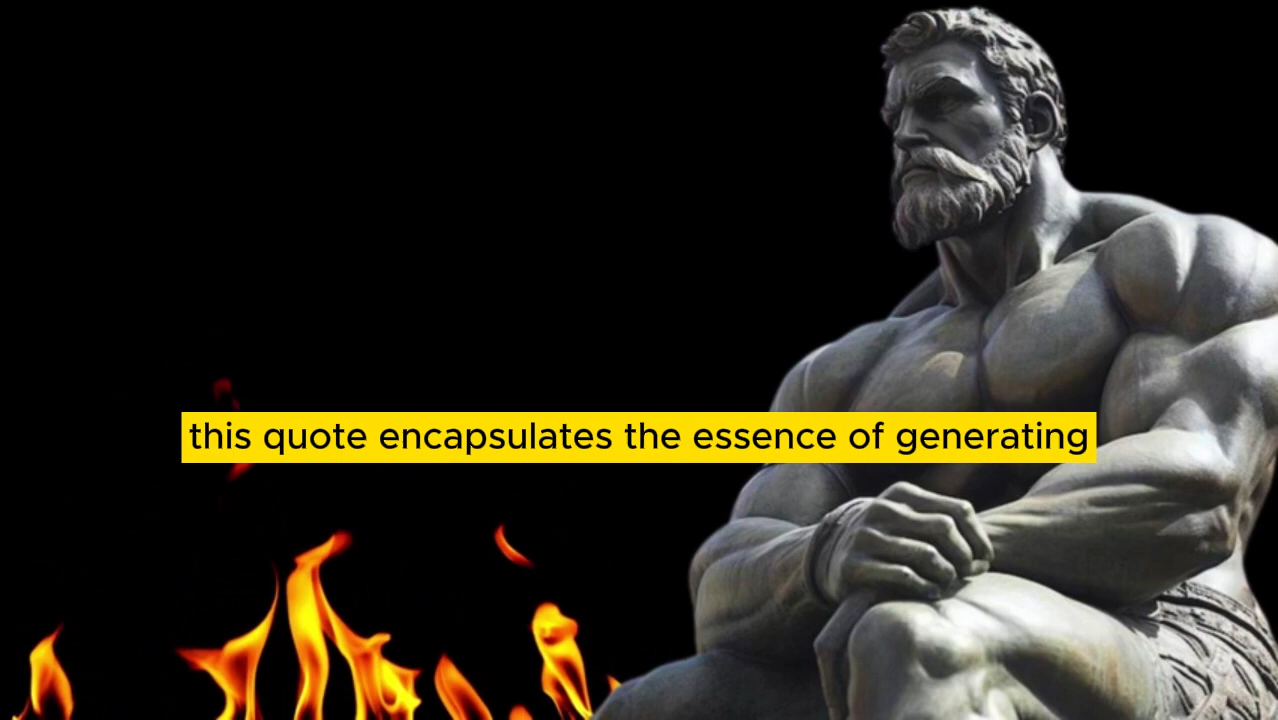 this quote encapsulates the essence of generating